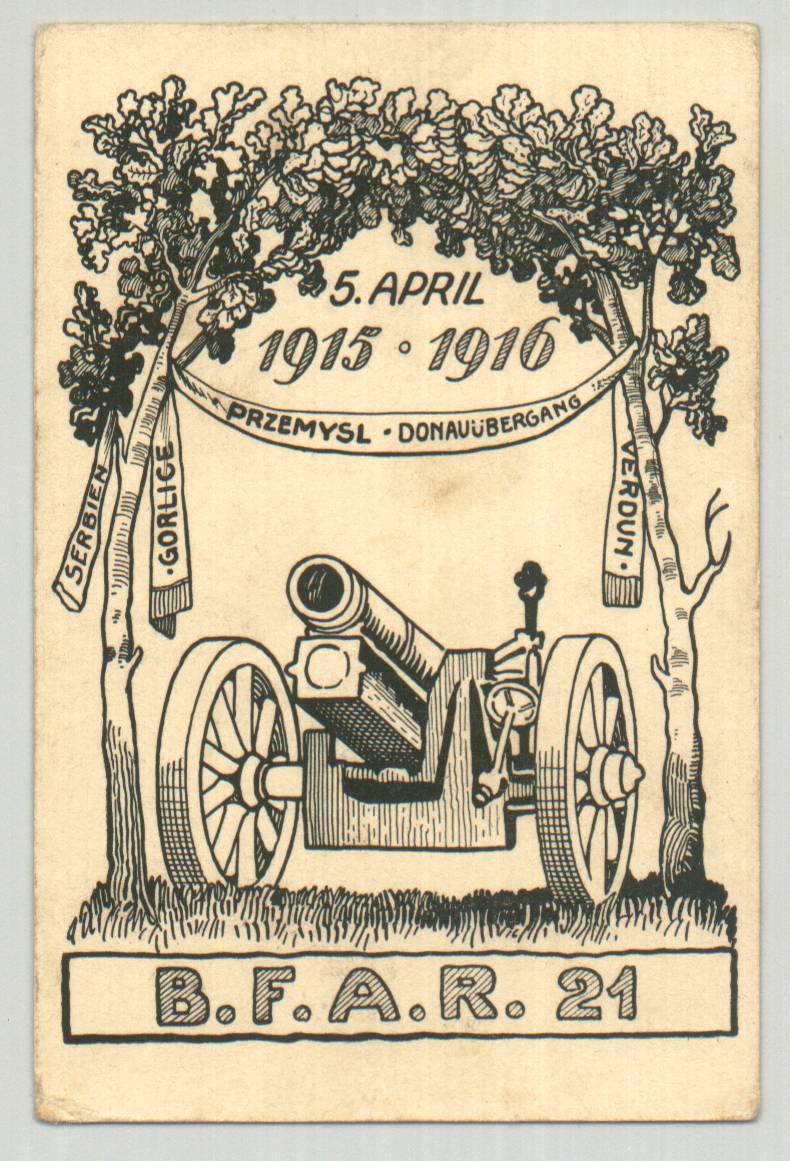 5. APRIL
1915 • 1916
PRZEMYSL • DONAUÜBERGANG
SERBIEN
• GORLICE
VERDUN •
B.F.A.R. 21